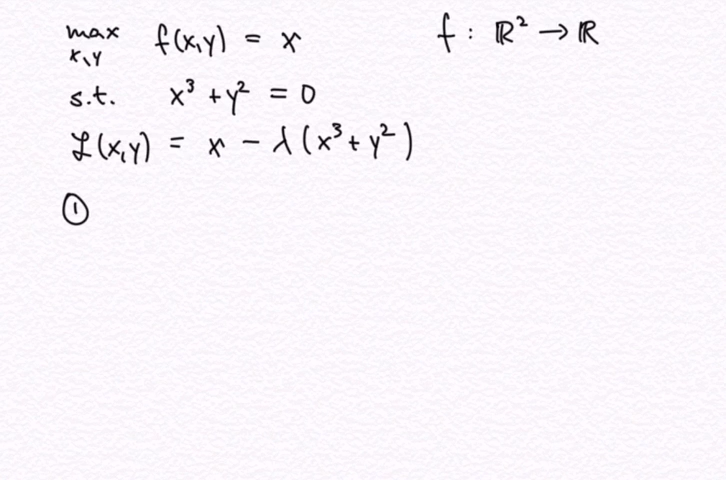 max f(x,y) = x f : ℝ² → ℝ
x,y
s.t. x³ + y² = 0
ℒ(x,y) = x - λ(x³ + y²)
①